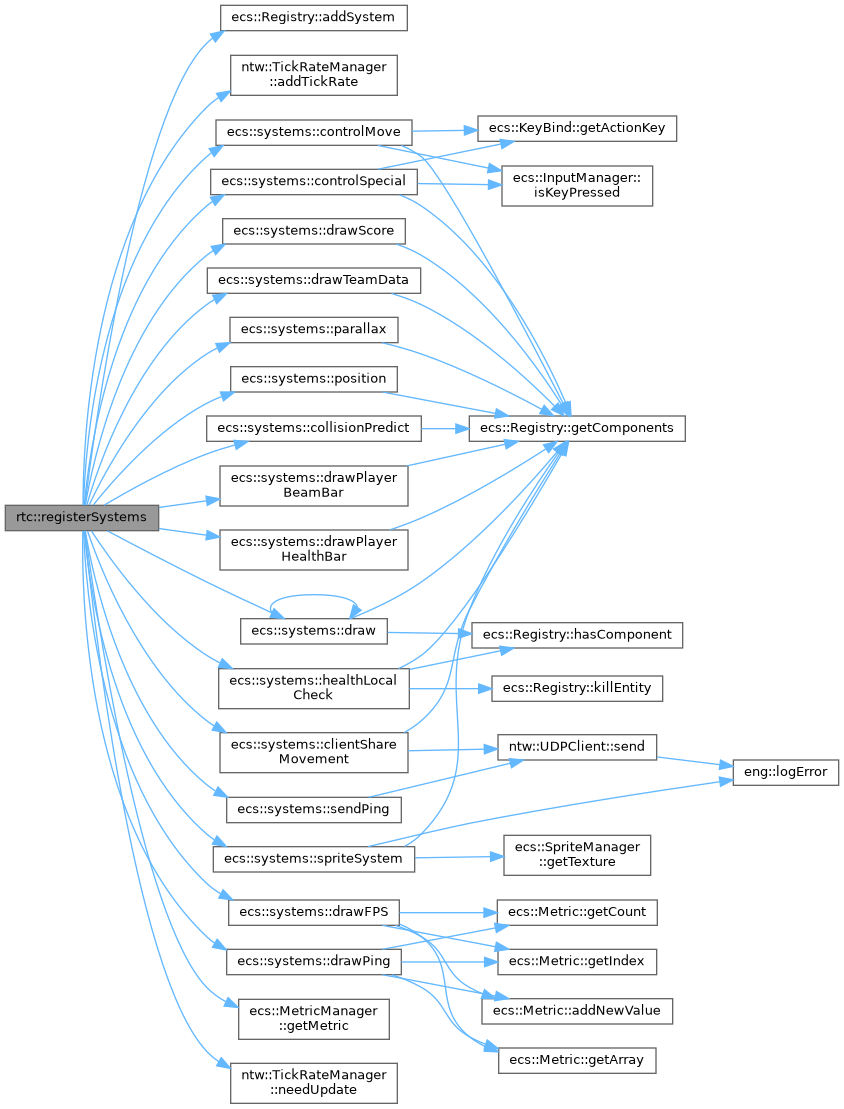 ecs::Registry::addSystem
ntw::TickRateManager
::addTickRate
ecs::systems::controlMove
ecs::KeyBind::getActionKey
ecs::systems::controlSpecial
ecs::InputManager::
isKeyPressed
ecs::systems::drawScore
ecs::systems::drawTeamData
ecs::systems::parallax
ecs::systems::position
ecs::systems::collisionPredict
ecs::Registry::getComponents
ecs::systems::drawPlayer
BeamBar
rtc::registerSystems
ecs::systems::drawPlayer
HealthBar
ecs::systems::draw
ecs::Registry::hasComponent
ecs::systems::healthLocal
Check
ecs::Registry::killEntity
ecs::systems::clientShare
Movement
ntw::UDPClient::send
eng::logError
ecs::systems::sendPing
ecs::systems::spriteSystem
ecs::SpriteManager
::getTexture
ecs::systems::drawFPS
ecs::Metric::getCount
ecs::systems::drawPing
ecs::Metric::getIndex
ecs::MetricManager
::getMetric
ecs::Metric::addNewValue
ecs::Metric::getArray
ntw::TickRateManager
::needUpdate